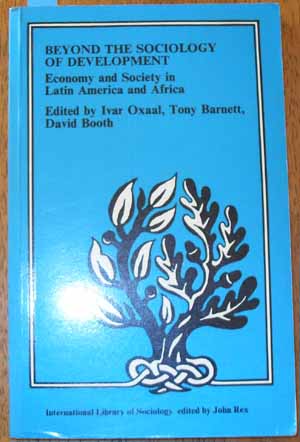 BEYOND THE SOCIOLOGY
OF DEVELOPMENT
Economy and Society in
Latin America and Africa
Edited by Ivar Oxaal, Tony Barnett,
David Booth
International Library of Sociology edited by John Rex